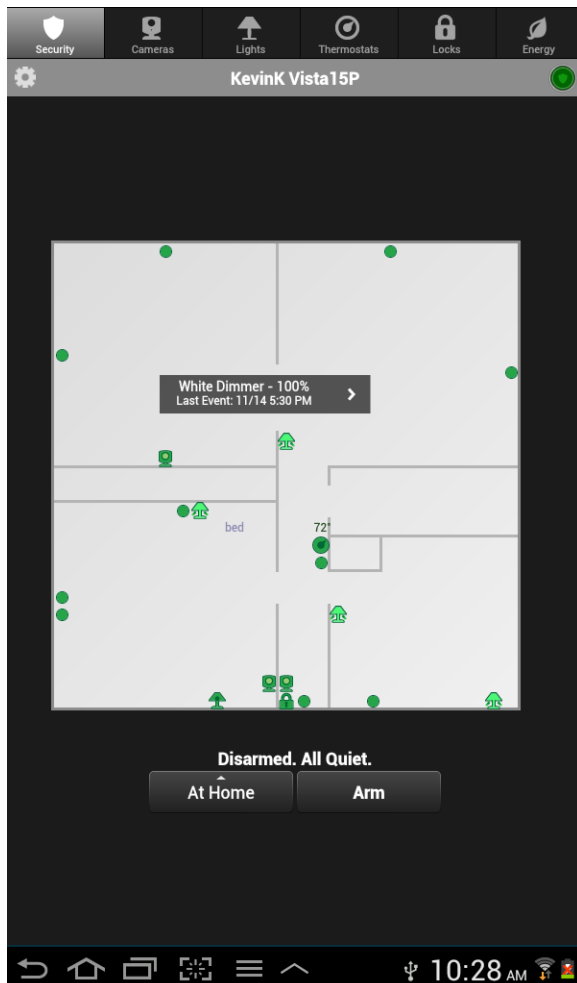 Security
Cameras
Lights
Thermostats
Locks
Energy
KevinK Vista15P
White Dimmer - 100%
Last Event: 11/14 5:30 PM
bed
72°
Disarmed. All Quiet.
At Home
Arm
10:28 AM